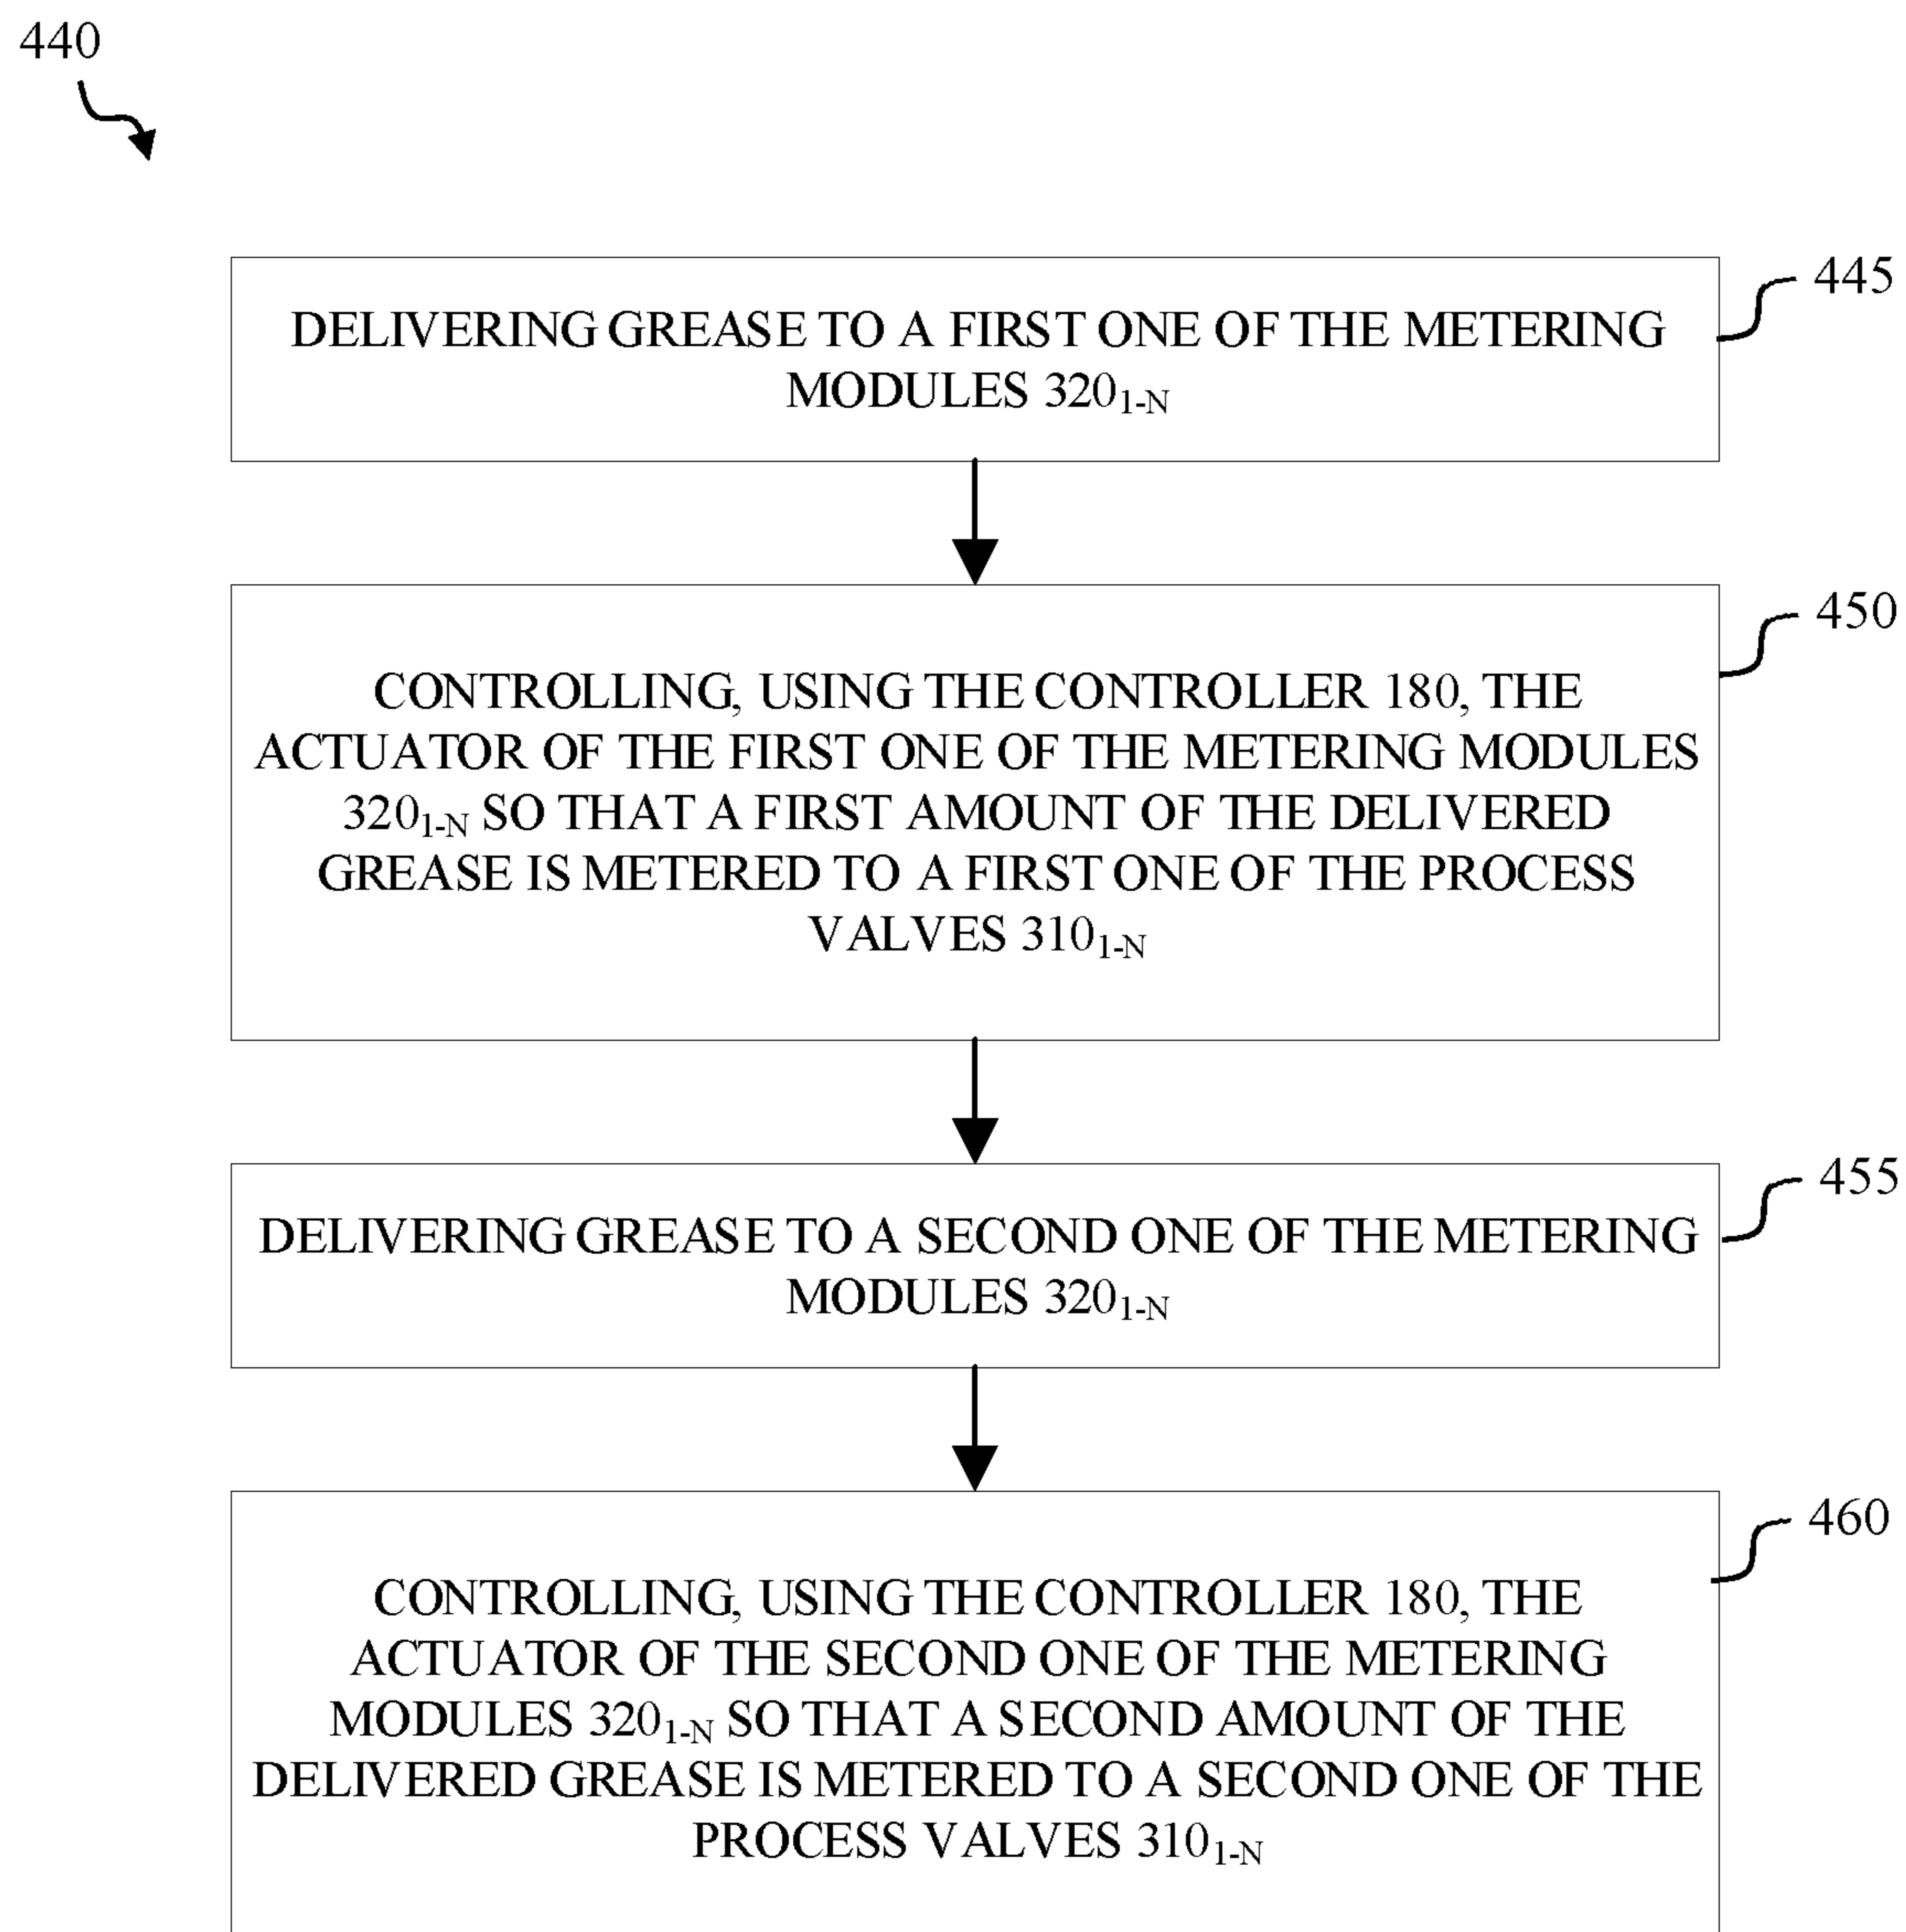 440
445
DELIVERING GREASE TO A FIRST ONE OF THE METERING
MODULES 320₁₋N
450
CONTROLLING, USING THE CONTROLLER 180, THE
ACTUATOR OF THE FIRST ONE OF THE METERING MODULES
320₁₋N SO THAT A FIRST AMOUNT OF THE DELIVERED
GREASE IS METERED TO A FIRST ONE OF THE PROCESS
VALVES 310₁₋N
455
DELIVERING GREASE TO A SECOND ONE OF THE METERING
MODULES 320₁₋N
460
CONTROLLING, USING THE CONTROLLER 180, THE
ACTUATOR OF THE SECOND ONE OF THE METERING
MODULES 320₁₋N SO THAT A SECOND AMOUNT OF THE
DELIVERED GREASE IS METERED TO A SECOND ONE OF THE
PROCESS VALVES 310₁₋N